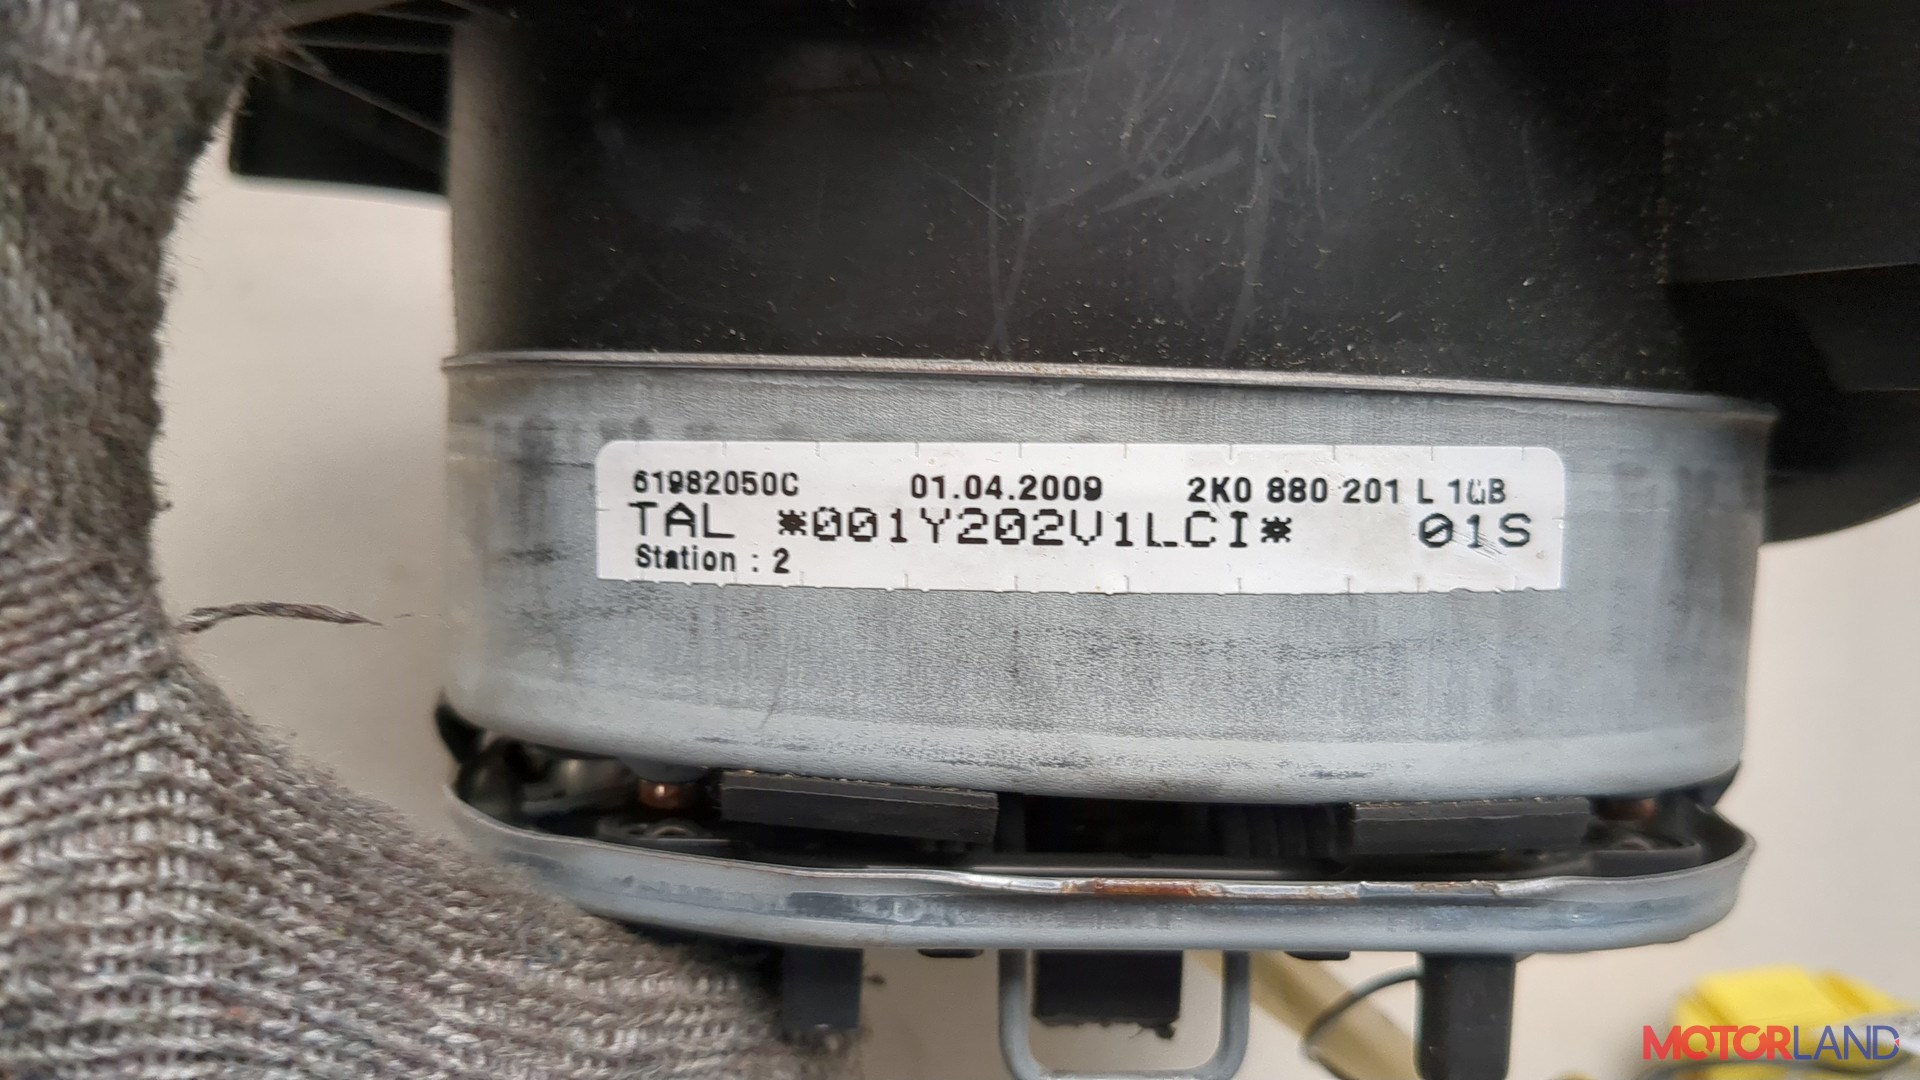 61982050C 01.04.2009 2K0 880 201 L 1QB
TAL *001Y202V1LCI* 01S
Station : 2
MOTORLAND